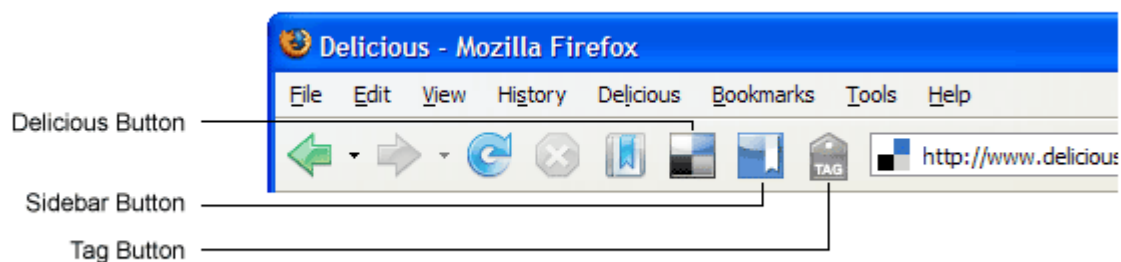 Delicious - Mozilla Firefox
File Edit View History Delicious Bookmarks Tools Help
Delicious Button
TAG http://www.delicious
Sidebar Button
Tag Button